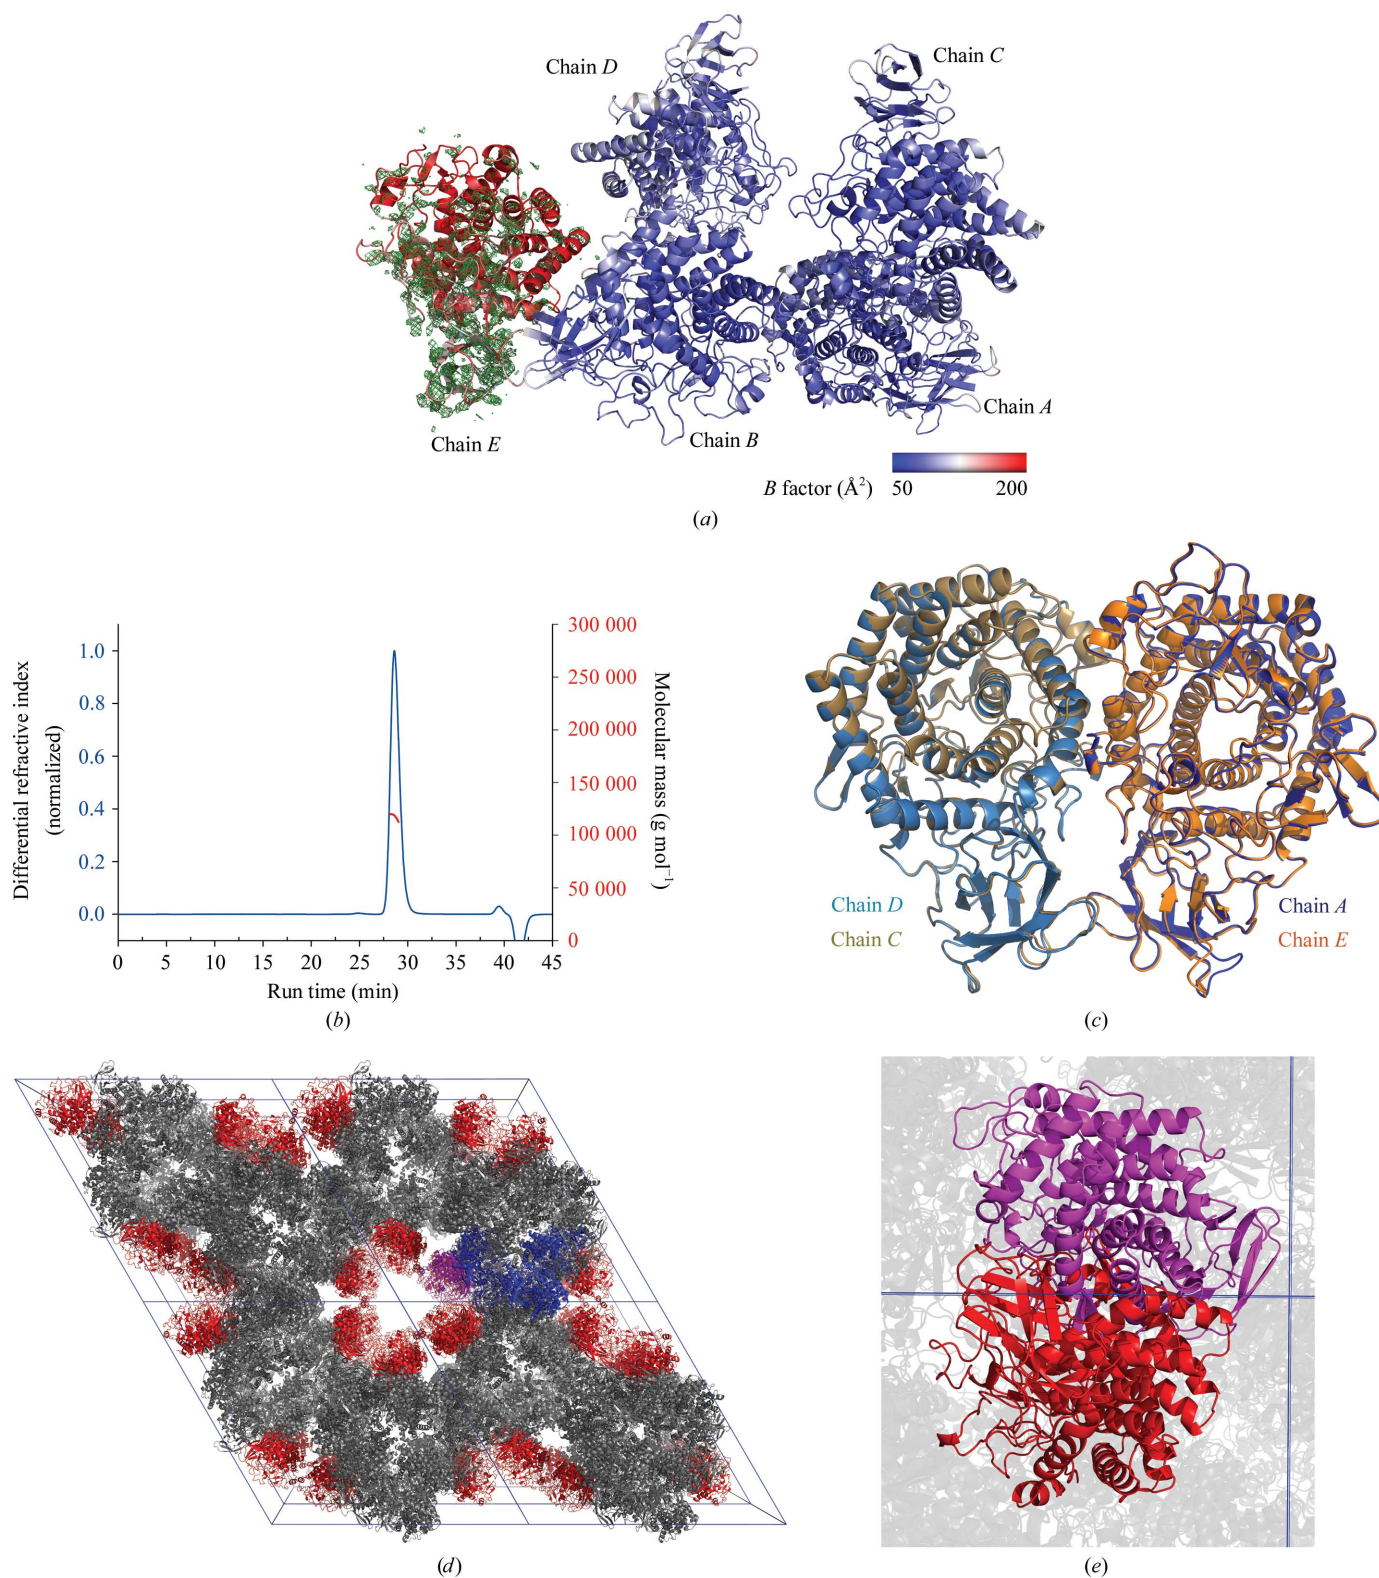 Chain D
Chain C
Chain E
Chain B
Chain A
B factor (Å²)
50
200
(a)
Differential refractive index
(normalized)
1.0
0.8
0.6
0.4
0.2
0.0
300 000
250 000
200 000
150 000
100 000
50 000
0
Molecular mass (g mol⁻¹)
0 5 10 15 20 25 30 35 40 45
Run time (min)
(b)
Chain D
Chain C
Chain A
Chain E
(c)
(d)
(e)